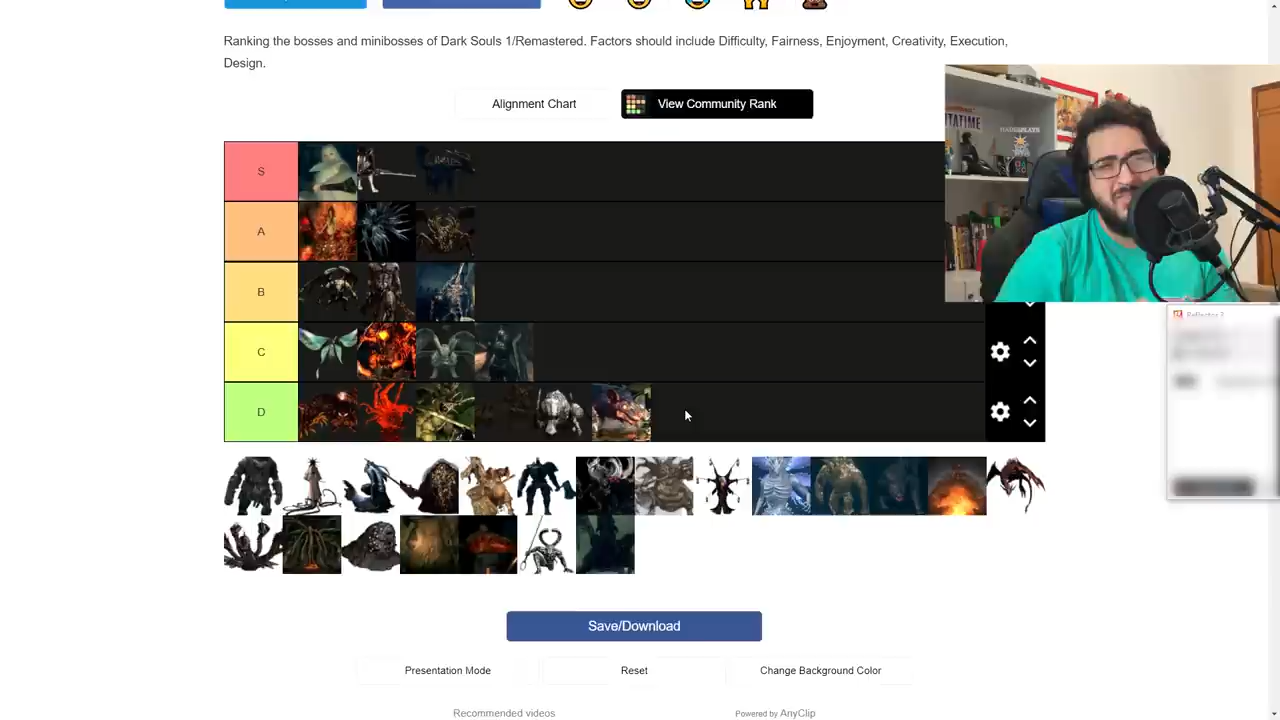 Ranking the bosses and minibosses of Dark Souls 1/Remastered. Factors should include Difficulty, Fairness, Enjoyment, Creativity, Execution,
Design.
Alignment Chart
View Community Rank
S
A
B
C
D
Save/Download
Presentation Mode
Reset
Change Background Color
Recommended videos
Powered by AnyClip